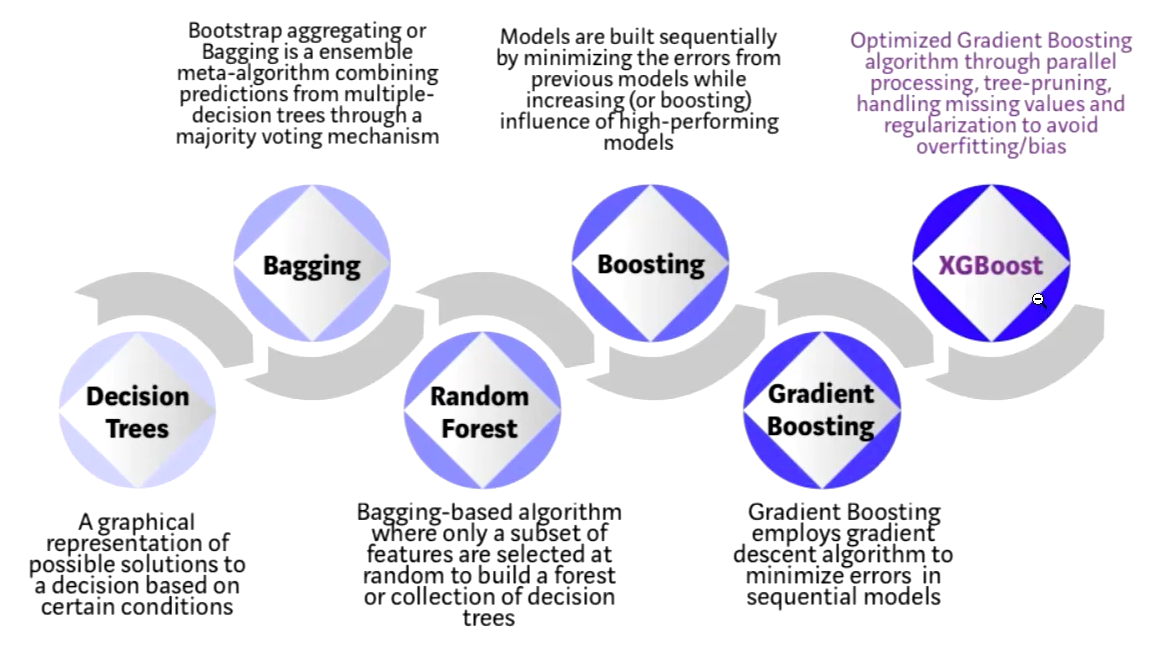 Bootstrap aggregating or
Bagging is a ensemble
meta-algorithm combining
predictions from multiple-
decision trees through a
majority voting mechanism
Models are built sequentially
by minimizing the errors from
previous models while
increasing (or boosting)
influence of high-performing
models
Optimized Gradient Boosting
algorithm through parallel
processing, tree-pruning,
handling missing values and
regularization to avoid
overfitting/bias
Bagging
Boosting
XGBoost
Decision
Trees
Random
Forest
Gradient
Boosting
A graphical
representation of
possible solutions to
a decision based on
certain conditions
Bagging-based algorithm
where only a subset of
features are selected at
random to build a forest
or collection of decision
trees
Gradient Boosting
employs gradient
descent algorithm to
minimize errors in
sequential models